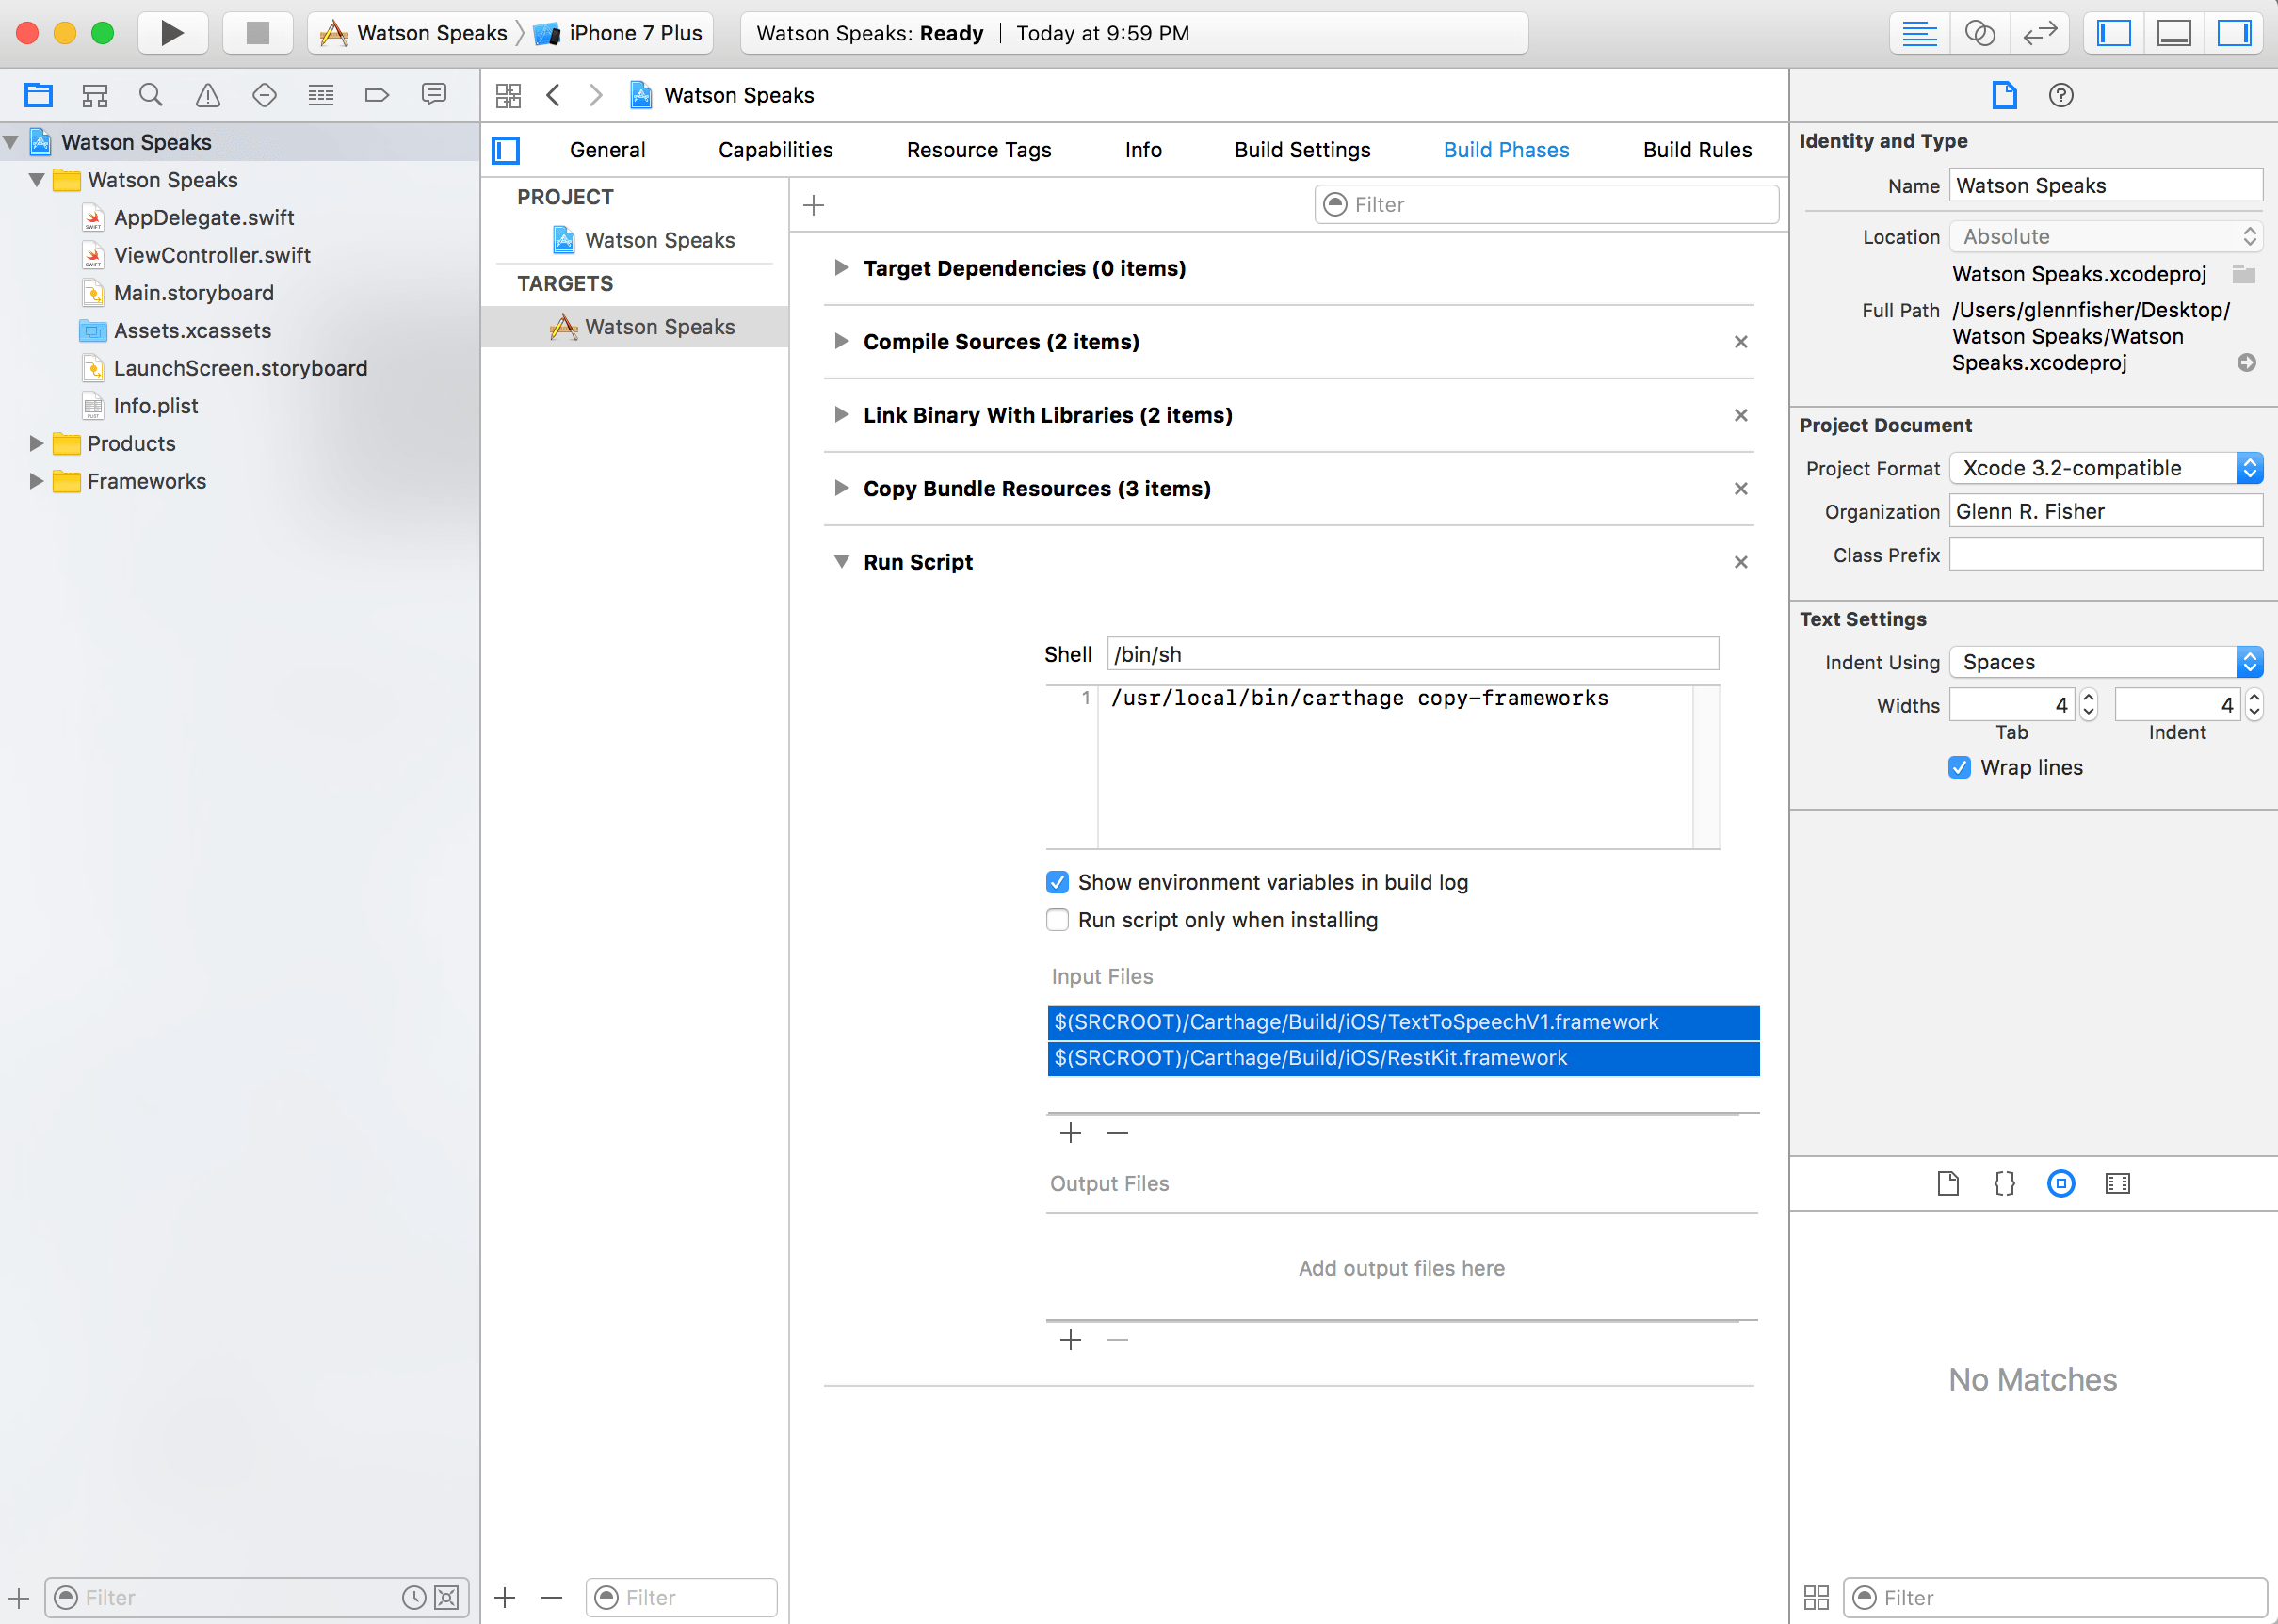 Watson Speaks
iPhone 7 Plus
Watson Speaks: Ready
Today at 9:59 PM
Watson Speaks
Watson Speaks
AppDelegate.swift
ViewController.swift
Main.storyboard
Assets.xcassets
LaunchScreen.storyboard
Info.plist
Products
Frameworks
Filter
Watson Speaks
General
Capabilities
Resource Tags
Info
Build Settings
Build Phases
Build Rules
PROJECT
Watson Speaks
TARGETS
Watson Speaks
Filter
Filter
Target Dependencies (0 items)
Compile Sources (2 items)
Link Binary With Libraries (2 items)
Copy Bundle Resources (3 items)
Run Script
Shell /bin/sh
1 /usr/local/bin/carthage copy-frameworks
Show environment variables in build log
Run script only when installing
Input Files
$(SRCROOT)/Carthage/Build/iOS/TextToSpeechV1.framework
$(SRCROOT)/Carthage/Build/iOS/RestKit.framework
Output Files
Add output files here
Identity and Type
Name Watson Speaks
Location Absolute
Watson Speaks.xcodeproj
Full Path /Users/glennfisher/Desktop/
Watson Speaks/Watson
Speaks.xcodeproj
Project Document
Project Format Xcode 3.2-compatible
Organization Glenn R. Fisher
Class Prefix
Text Settings
Indent Using Spaces
Widths 4 4
Tab Indent
Wrap lines
No Matches
Filter